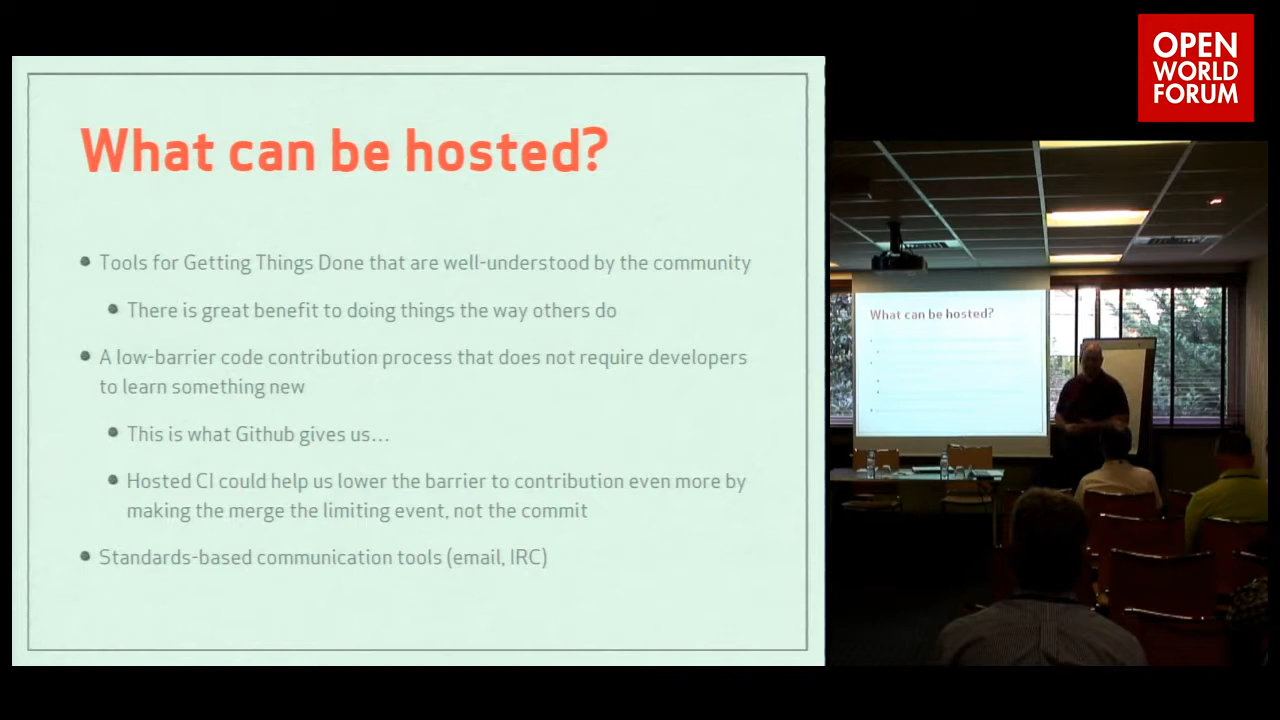 OPEN
WORLD
FORUM
What can be hosted?
Tools for Getting Things Done that are well-understood by the community
There is great benefit to doing things the way others do
A low-barrier code contribution process that does not require developers
to learn something new
This is what Github gives us...
Hosted CI could help us lower the barrier to contribution even more by
making the merge the limiting event, not the commit
Standards-based communication tools (email, IRC)
What can be hosted?